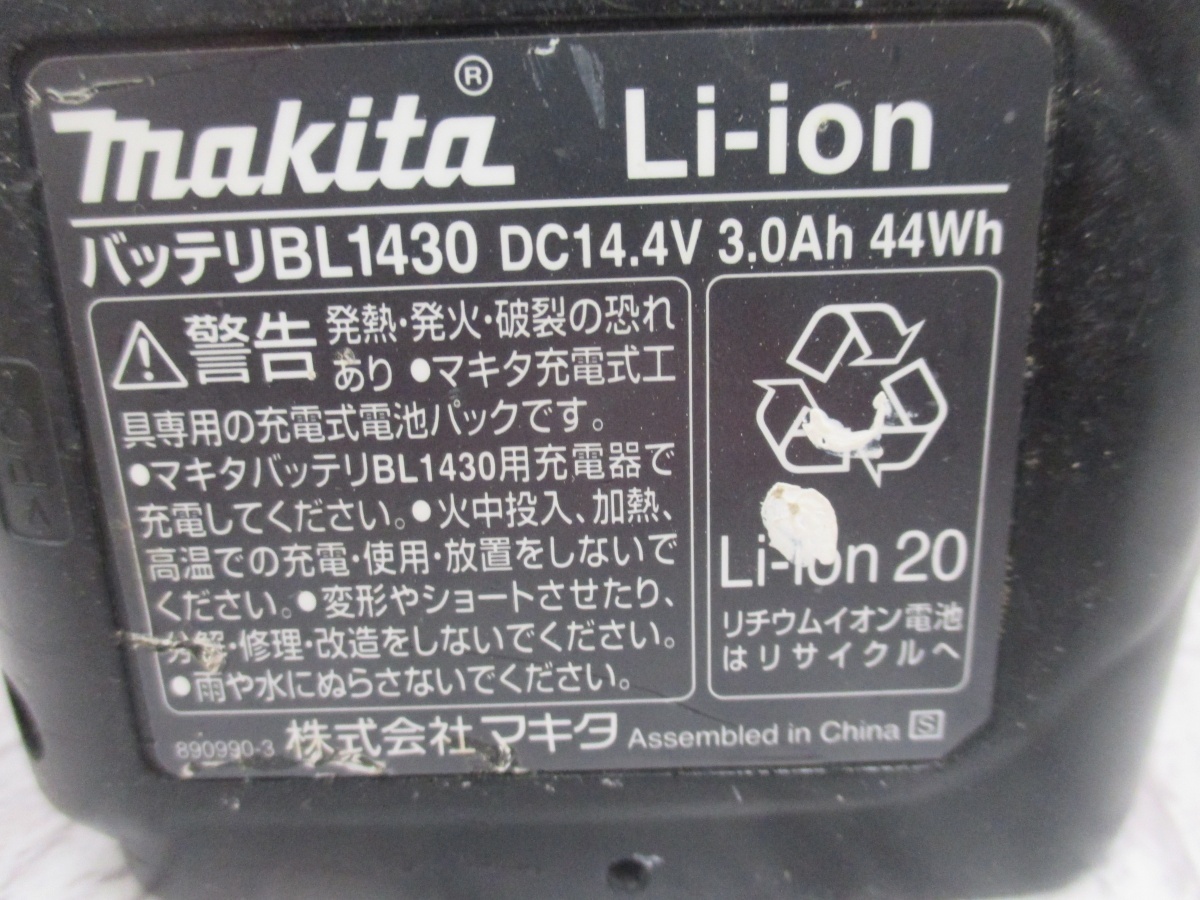 makita® Li-ion
バッテリBL1430 DC14.4V 3.0Ah 44Wh
警告 発熱・発火・破裂の恐れ
あり ●マキタ充電式工
具専用の充電式電池パックです。
●マキタバッテリBL1430用充電器で
充電してください。●火中投入、加熱、
高温での充電・使用・放置をしないで
ください。●変形やショートさせたり、
分解・修理・改造をしないでください。
●雨や水にぬらさないでください。
Li-ion 20
リチウムイオン電池
はリサイクルへ
890990-3 株式会社マキタ Assembled in China S